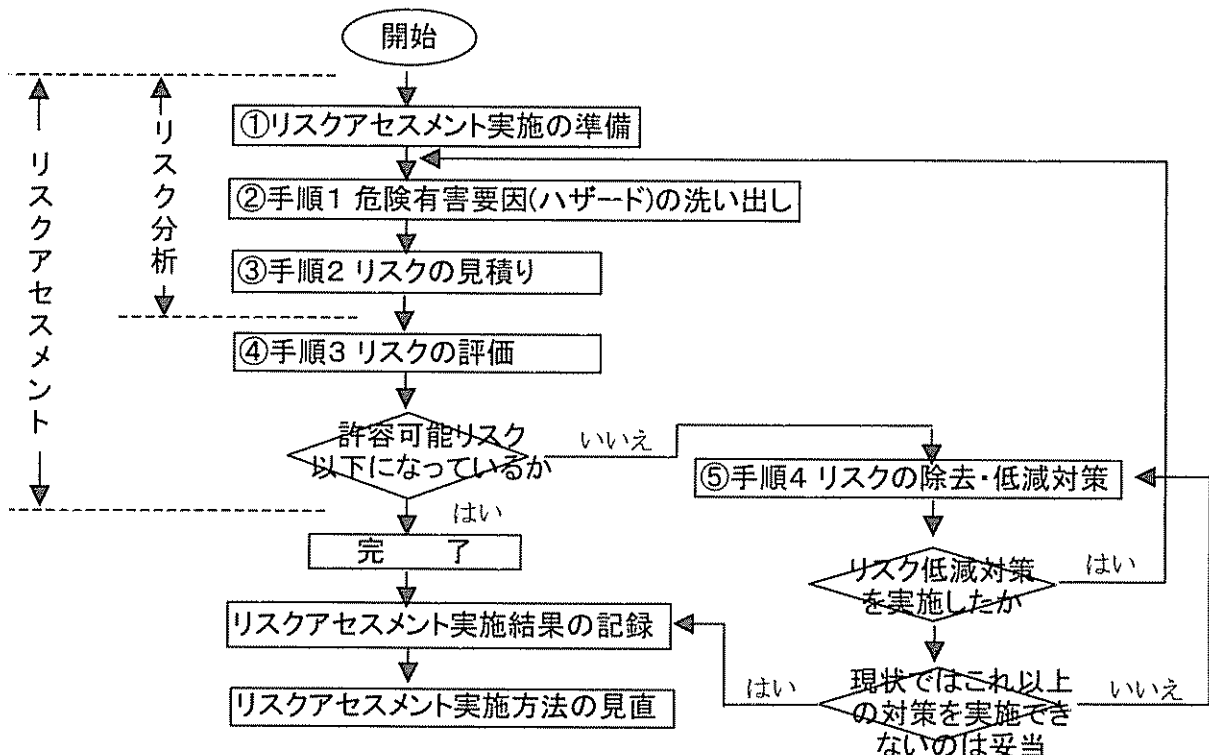 開始
①リスクアセスメント実施の準備
②手順1 危険有害要因(ハザード)の洗い出し
③手順2 リスクの見積り
④手順3 リスクの評価
リスク分析
リスクアセスメント
許容可能リスク
以下になっているか
いいえ
はい
⑤手順4 リスクの除去・低減対策
完 了
リスク低減対策
を実施したか
はい
リスクアセスメント実施結果の記録
現状ではこれ以上
の対策を実施でき
ないのは妥当
はい
いいえ
リスクアセスメント実施方法の見直